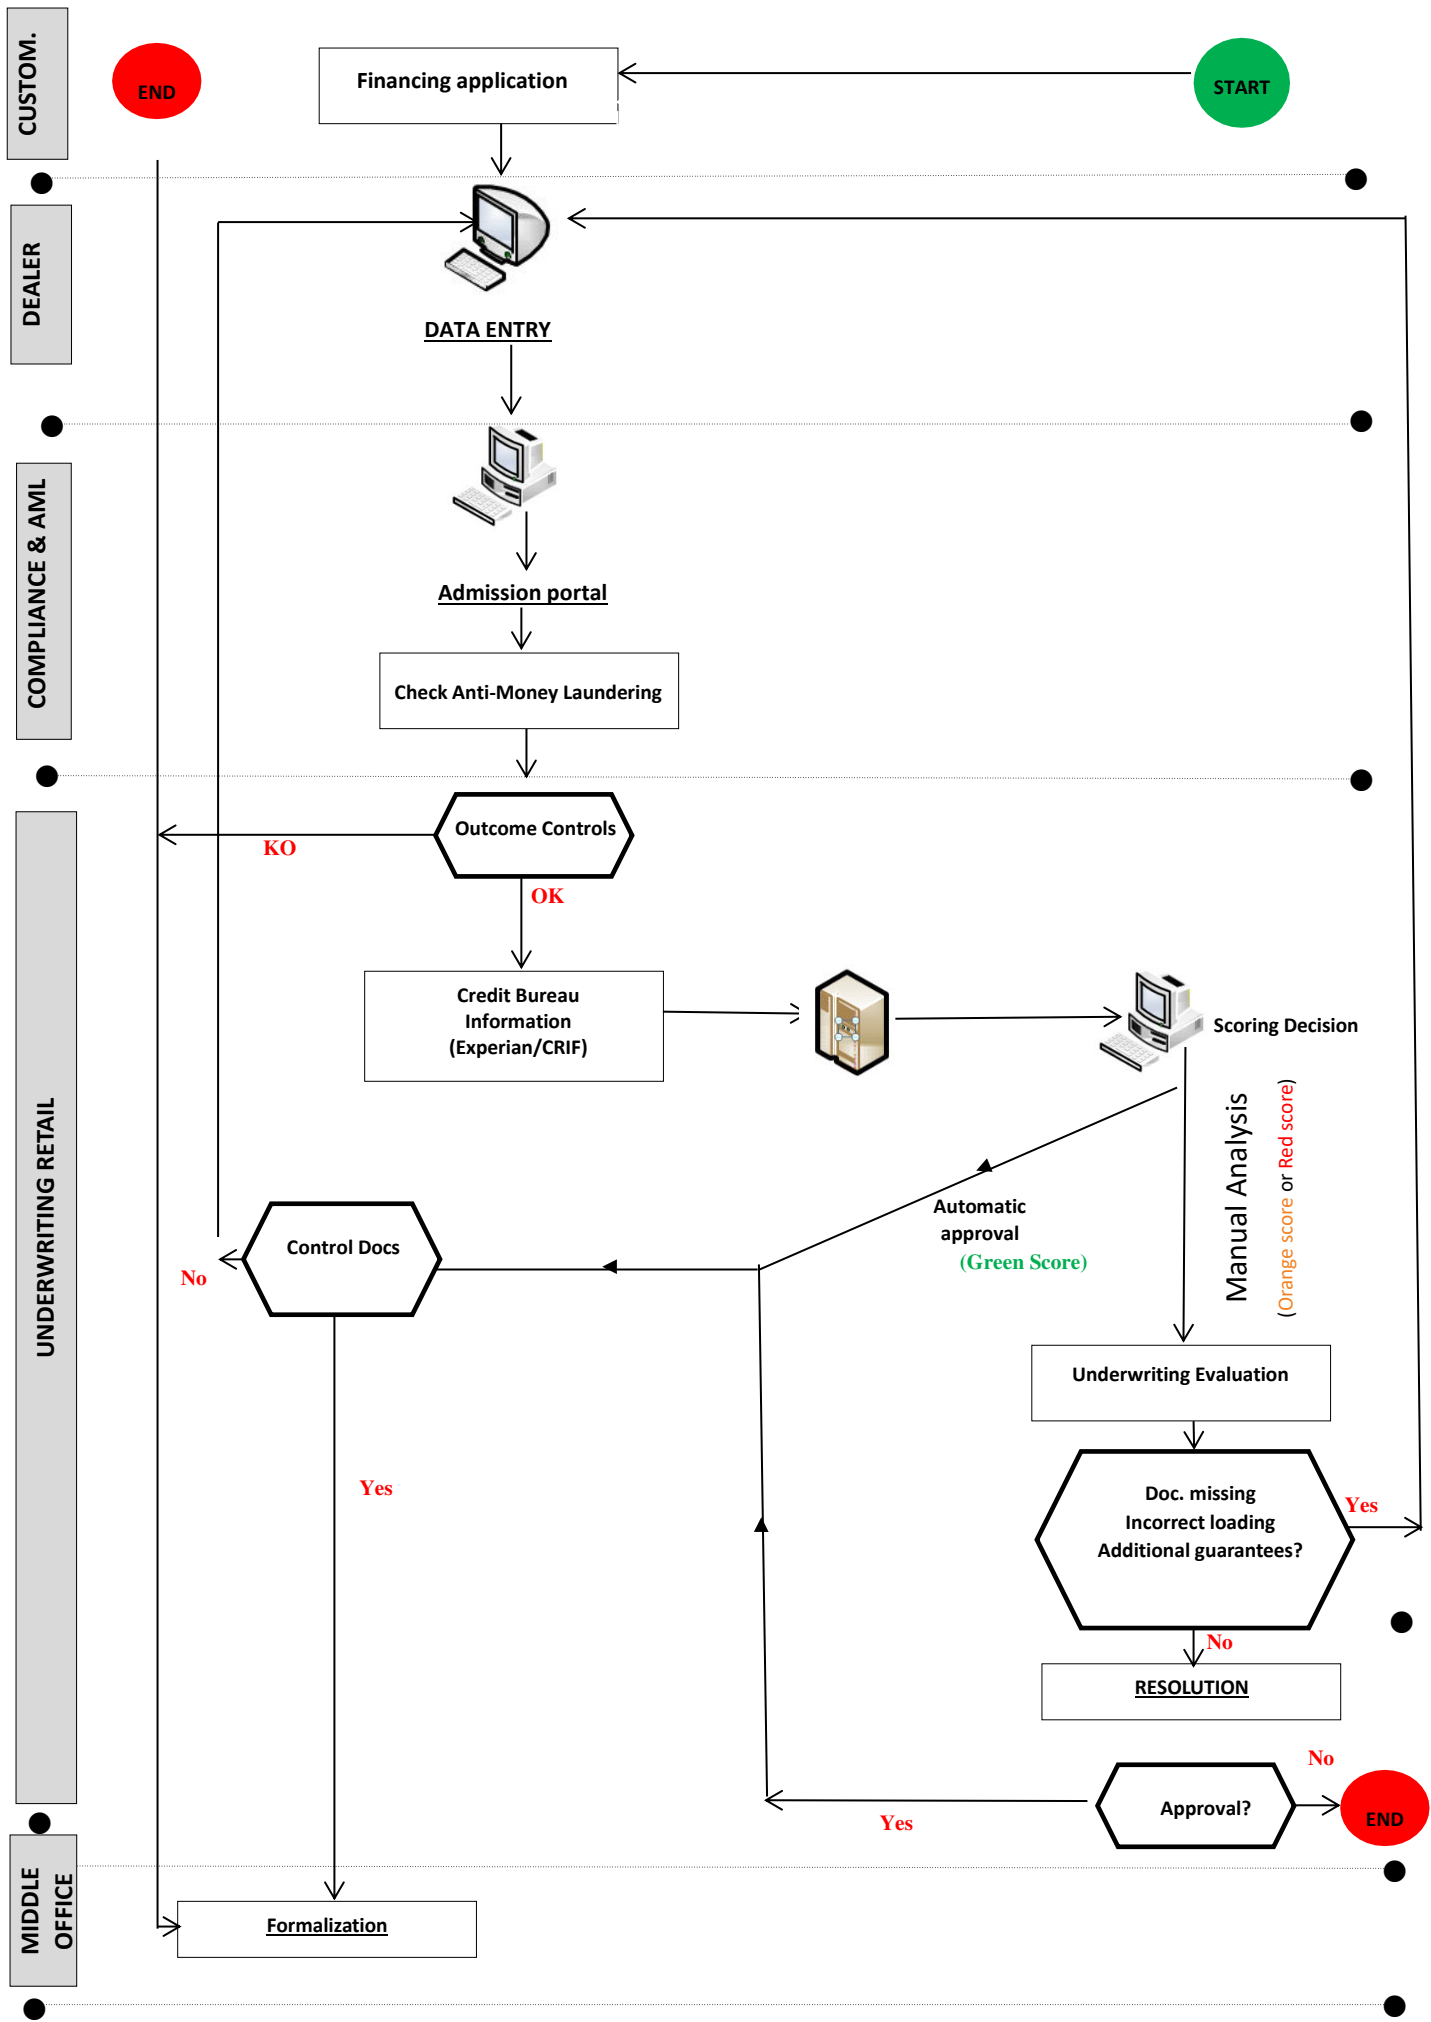 CUSTOM.
END
Financing application
START
DEALER
DATA ENTRY
COMPLIANCE & AML
Admission portal
Check Anti-Money Laundering
Outcome Controls
KO
OK
UNDERWRITING RETAIL
Credit Bureau
Information
(Experian/CRIF)
Scoring Decision
Manual Analysis
(Orange score or Red score)
Automatic
approval
(Green Score)
Control Docs
No
Yes
Underwriting Evaluation
Doc. missing
Incorrect loading
Additional guarantees?
Yes
No
RESOLUTION
Approval?
No
Yes
END
MIDDLE
OFFICE
Formalization